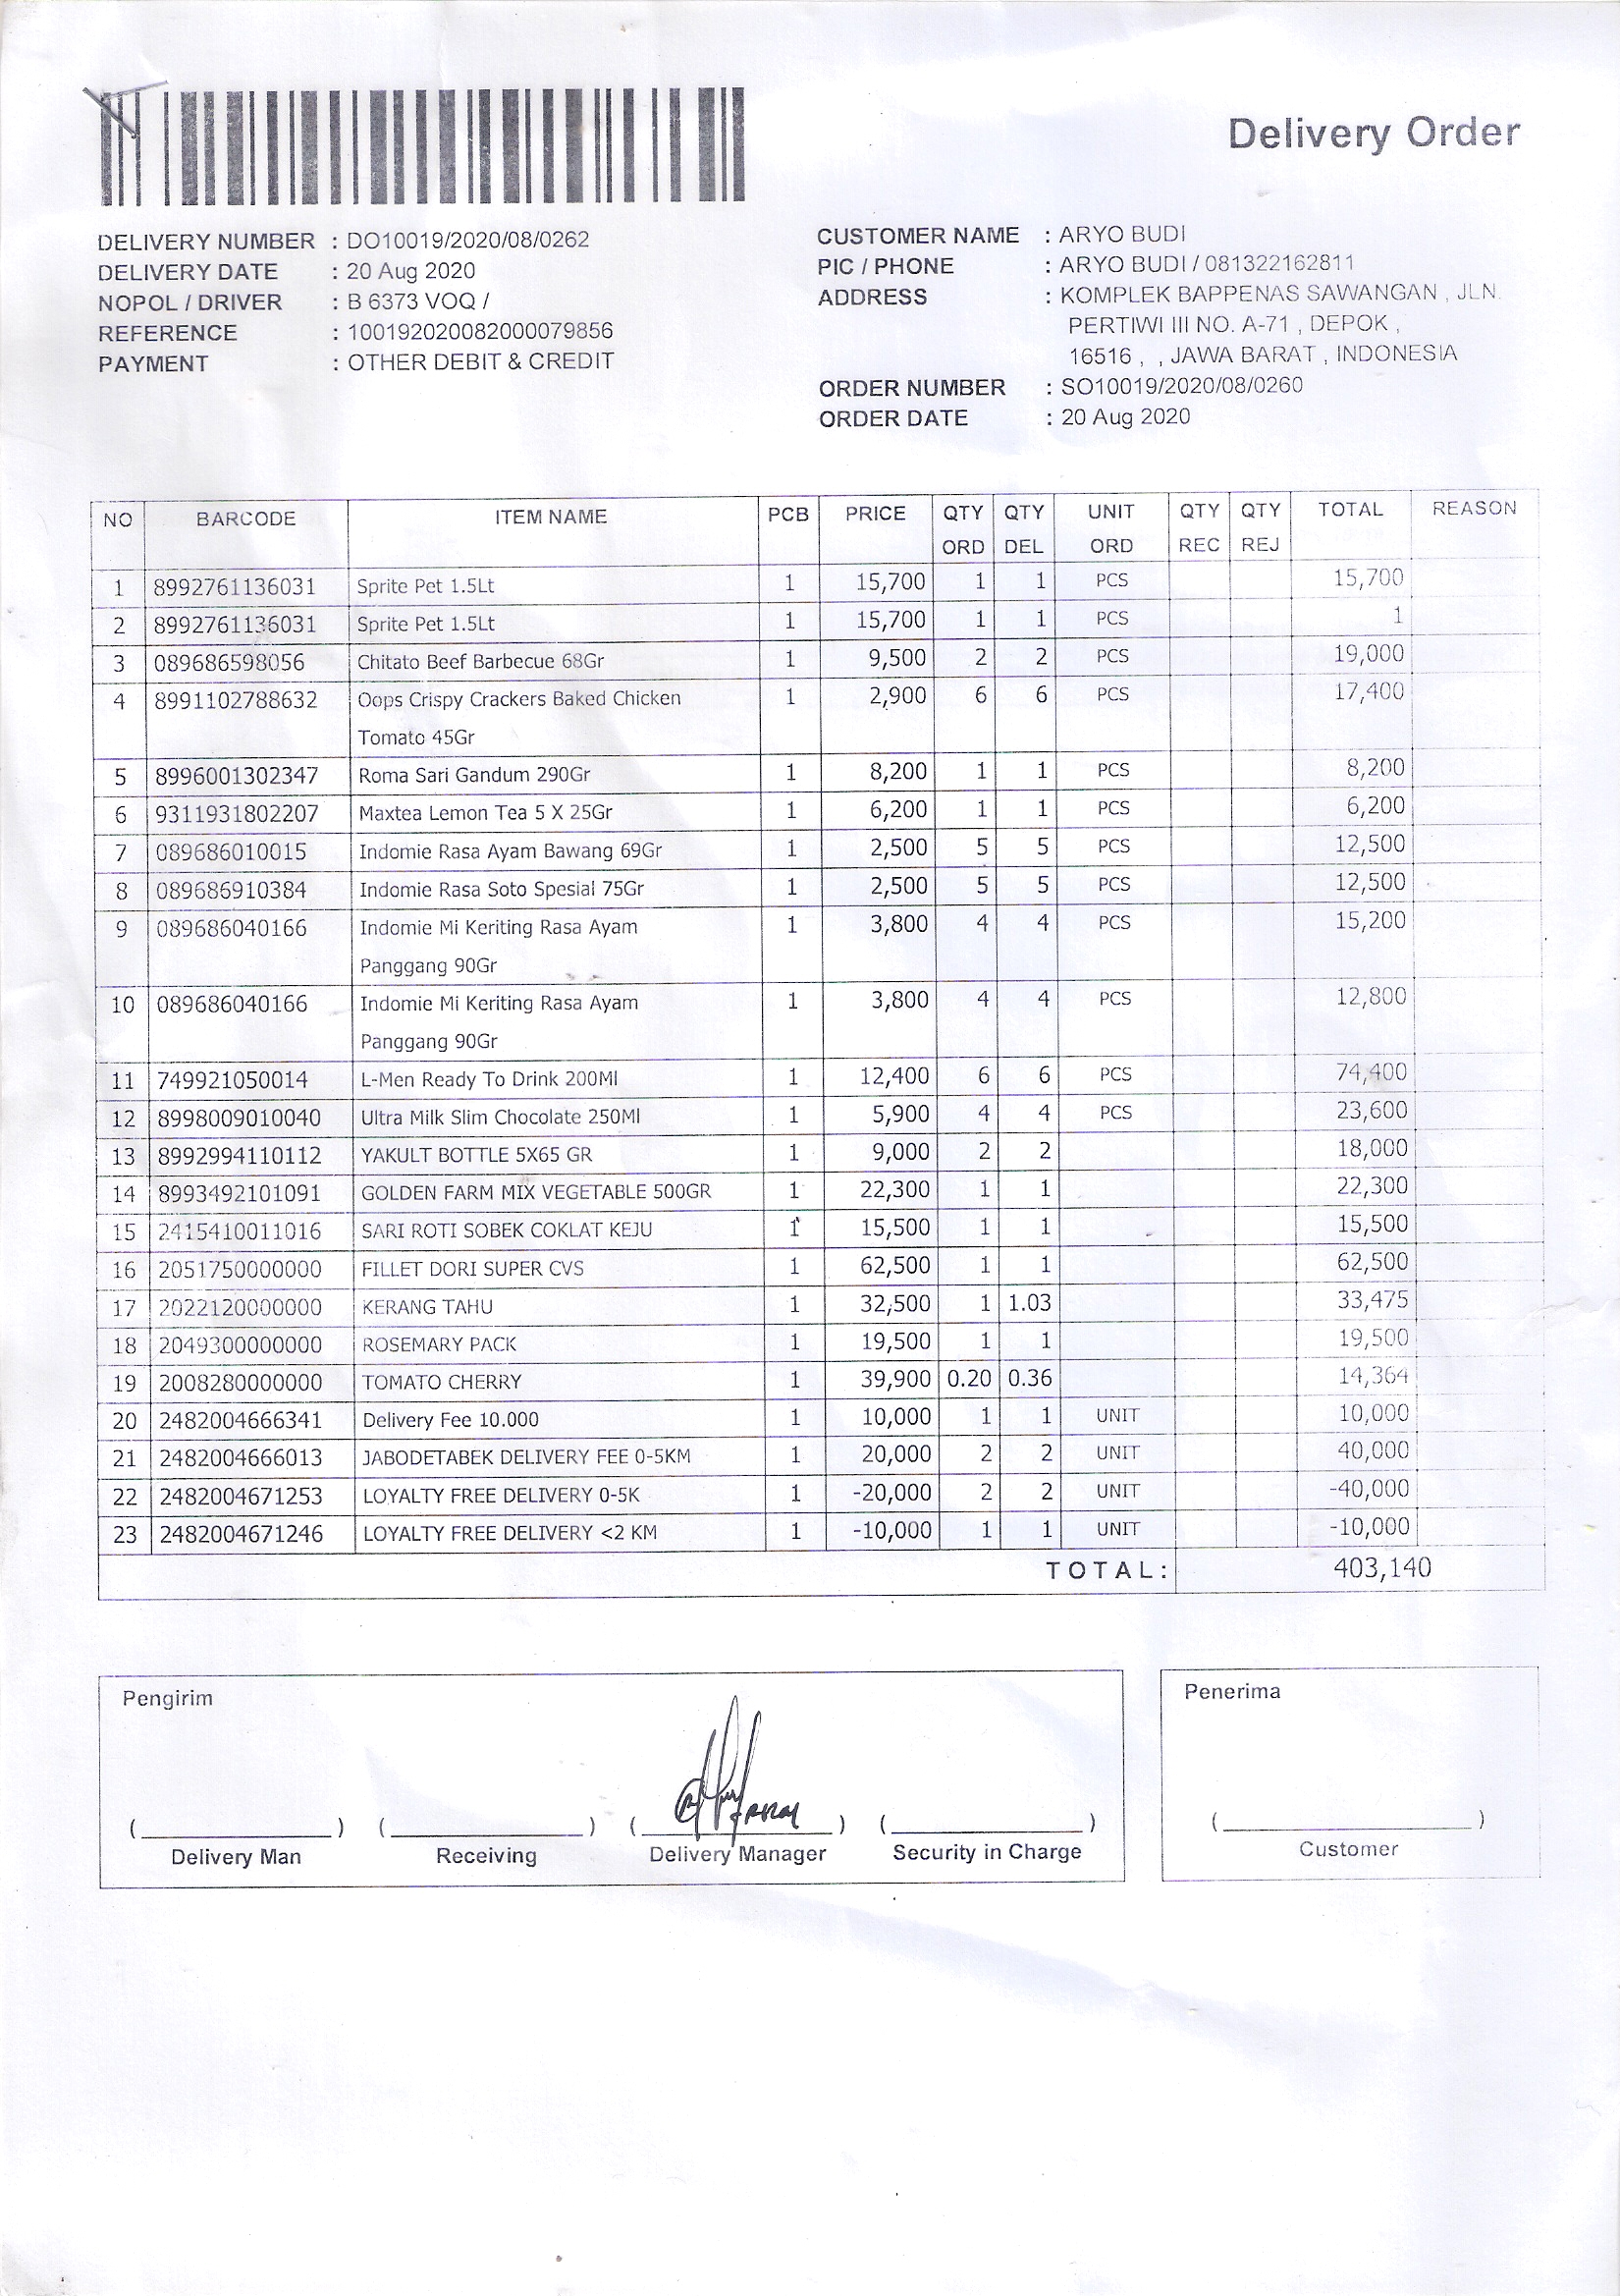 Delivery Order
DELIVERY NUMBER : DO10019/2020/08/0262
DELIVERY DATE : 20 Aug 2020
NOPOL / DRIVER : B 6373 VOQ /
REFERENCE : 100192020082000079856
PAYMENT : OTHER DEBIT & CREDIT
CUSTOMER NAME : ARYO BUDI
PIC / PHONE : ARYO BUDI / 081322162811
ADDRESS : KOMPLEK BAPPENAS SAWANGAN , JLN.
PERTIWI III NO. A-71 , DEPOK ,
16516 , , JAWA BARAT , INDONESIA
ORDER NUMBER : SO10019/2020/08/0260
ORDER DATE : 20 Aug 2020
NO BARCODE ITEM NAME PCB PRICE QTY ORD QTY DEL UNIT ORD QTY REC QTY REJ TOTAL REASON
1 8992761136031 Sprite Pet 1.5Lt 1 15,700 1 1 PCS 15,700
2 8992761136031 Sprite Pet 1.5Lt 1 15,700 1 1 PCS 1
3 089686598056 Chitato Beef Barbecue 68Gr 1 9,500 2 2 PCS 19,000
4 8991102788632 Oops Crispy Crackers Baked Chicken 1 2,900 6 6 PCS 17,400
Tomato 45Gr
5 8996001302347 Roma Sari Gandum 290Gr 1 8,200 1 1 PCS 8,200
6 9311931802207 Maxtea Lemon Tea 5 X 25Gr 1 6,200 1 1 PCS 6,200
7 089686010015 Indomie Rasa Ayam Bawang 69Gr 1 2,500 5 5 PCS 12,500
8 089686910384 Indomie Rasa Soto Spesial 75Gr 1 2,500 5 5 PCS 12,500
9 089686040166 Indomie Mi Keriting Rasa Ayam 1 3,800 4 4 PCS 15,200
Panggang 90Gr
10 089686040166 Indomie Mi Keriting Rasa Ayam 1 3,800 4 4 PCS 12,800
Panggang 90Gr
11 749921050014 L-Men Ready To Drink 200Ml 1 12,400 6 6 PCS 74,400
12 8998009010040 Ultra Milk Slim Chocolate 250Ml 1 5,900 4 4 PCS 23,600
13 8992994110112 YAKULT BOTTLE 5X65 GR 1 9,000 2 2 18,000
14 8993492101091 GOLDEN FARM MIX VEGETABLE 500GR 1 22,300 1 1 22,300
15 2415410011016 SARI ROTI SOBEK COKLAT KEJU 1 15,500 1 1 15,500
16 2051750000000 FILLET DORI SUPER CVS 1 62,500 1 1 62,500
17 2022120000000 KERANG TAHU 1 32,500 1 1.03 33,475
18 2049300000000 ROSEMARY PACK 1 19,500 1 1 19,500
19 2008280000000 TOMATO CHERRY 1 39,900 0.20 0.36 14,364
20 2482004666341 Delivery Fee 10.000 1 10,000 1 1 UNIT 10,000
21 2482004666013 JABODETABEK DELIVERY FEE 0-5KM 1 20,000 2 2 UNIT 40,000
22 2482004671253 LOYALTY FREE DELIVERY 0-5K 1 -20,000 2 2 UNIT -40,000
23 2482004671246 LOYALTY FREE DELIVERY <2 KM 1 -10,000 1 1 UNIT -10,000
TOTAL: 403,140
Pengirim
( ) ( ) ( ) ( )
Delivery Man Receiving Delivery Manager Security in Charge
Penerima
( )
Customer